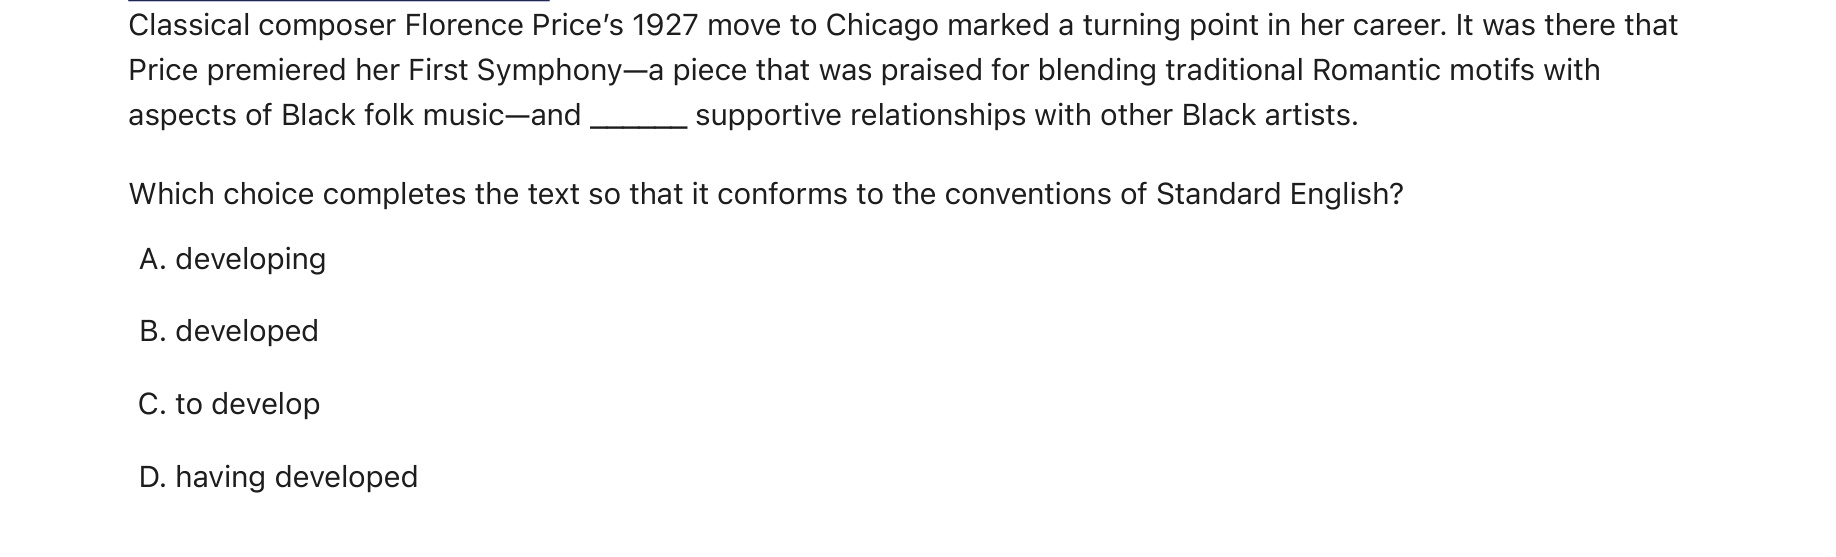 Classical composer Florence Price’s 1927 move to Chicago marked a turning point in her career. It was there that
Price premiered her First Symphony—a piece that was praised for blending traditional Romantic motifs with
aspects of Black folk music—and ______ supportive relationships with other Black artists.
Which choice completes the text so that it conforms to the conventions of Standard English?
A. developing
B. developed
C. to develop
D. having developed